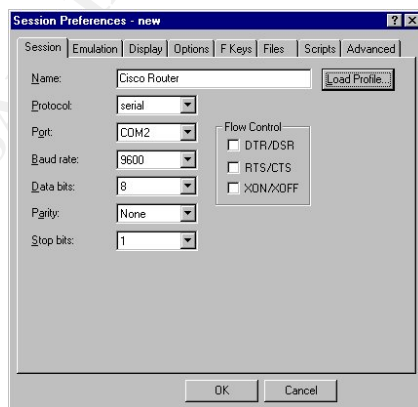 Session Preferences - new
Session Emulation Display Options F Keys Files Scripts Advanced
Name: Cisco Router Load Profile...
Protocol: serial
Port: COM2
Flow Control
Baud rate: 9600
DTR/DSR
Data bits: 8
RTS/CTS
Parity: None
XON/XOFF
Stop bits: 1
OK Cancel